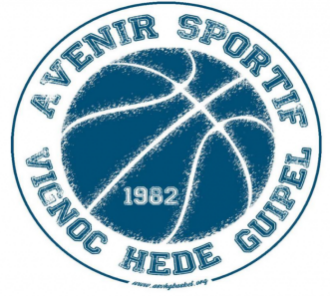 AVENIR SPORTIF
1982
VIGNOC HEDE GUIPEL